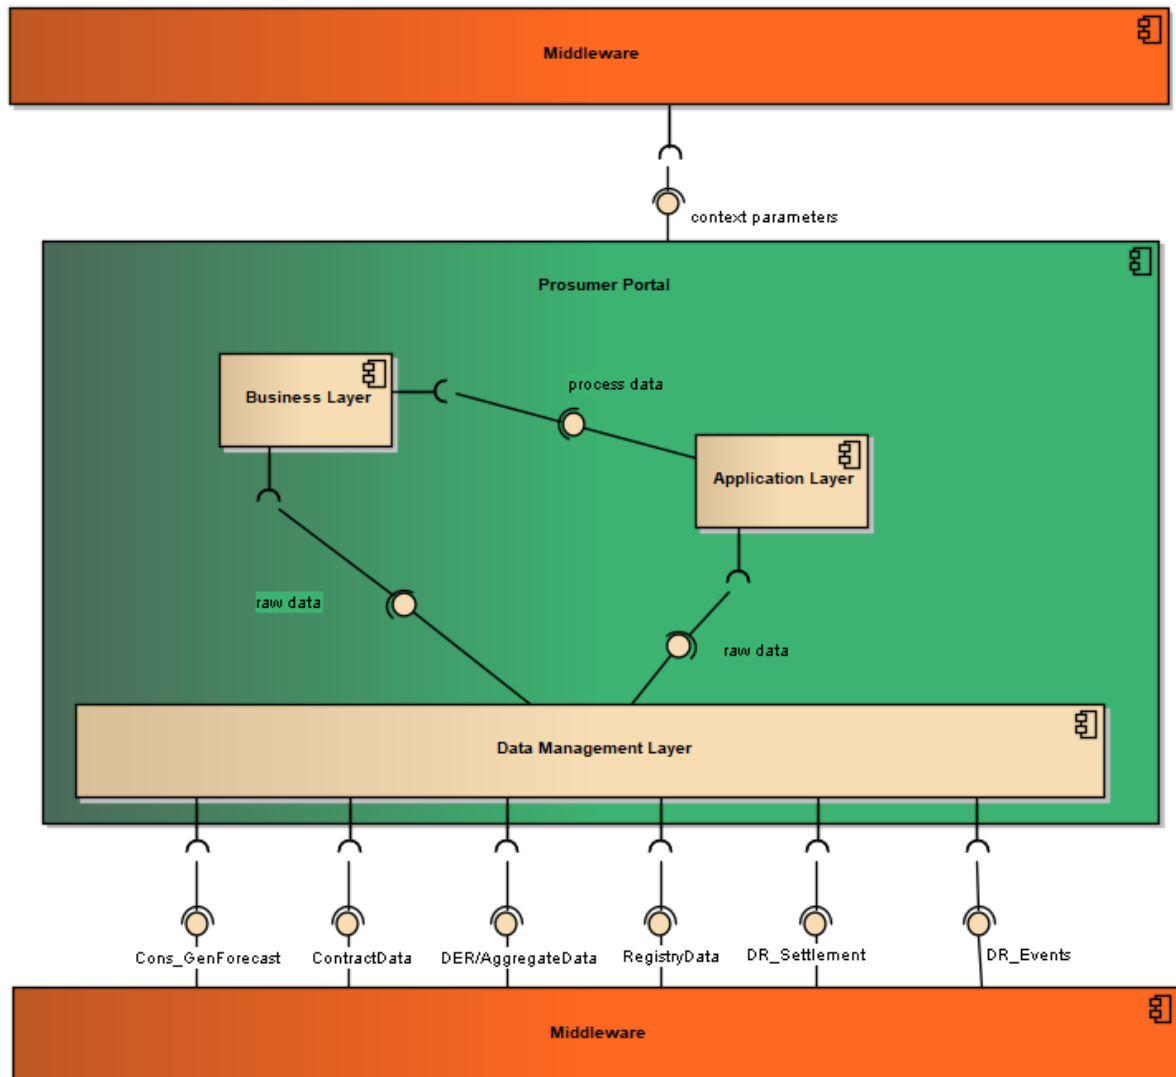 Middleware
context parameters
Prosumer Portal
process data
Business Layer
Application Layer
raw data
raw data
Data Management Layer
Cons_GenForecast
ContractData
DER/AggregateData
RegistryData
DR_Settlement
DR_Events
Middleware